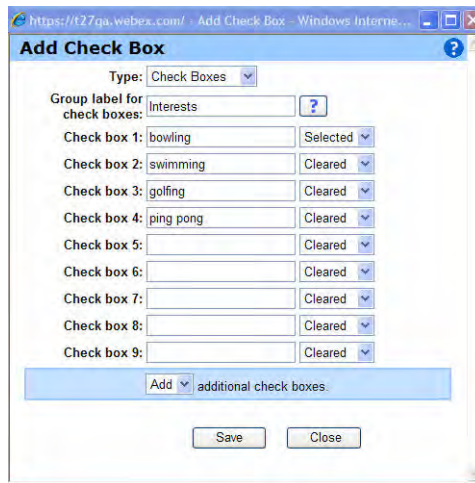 https://t27ga.webex.com/ - Add Check Box - Windows Interne...
Add Check Box ?
Type: Check Boxes
Group label for check boxes: Interests ?
Check box 1: bowling Selected
Check box 2: swimming Cleared
Check box 3: golfing Cleared
Check box 4: ping pong Cleared
Check box 5: Cleared
Check box 6: Cleared
Check box 7: Cleared
Check box 8: Cleared
Check box 9: Cleared
Add additional check boxes.
Save Close